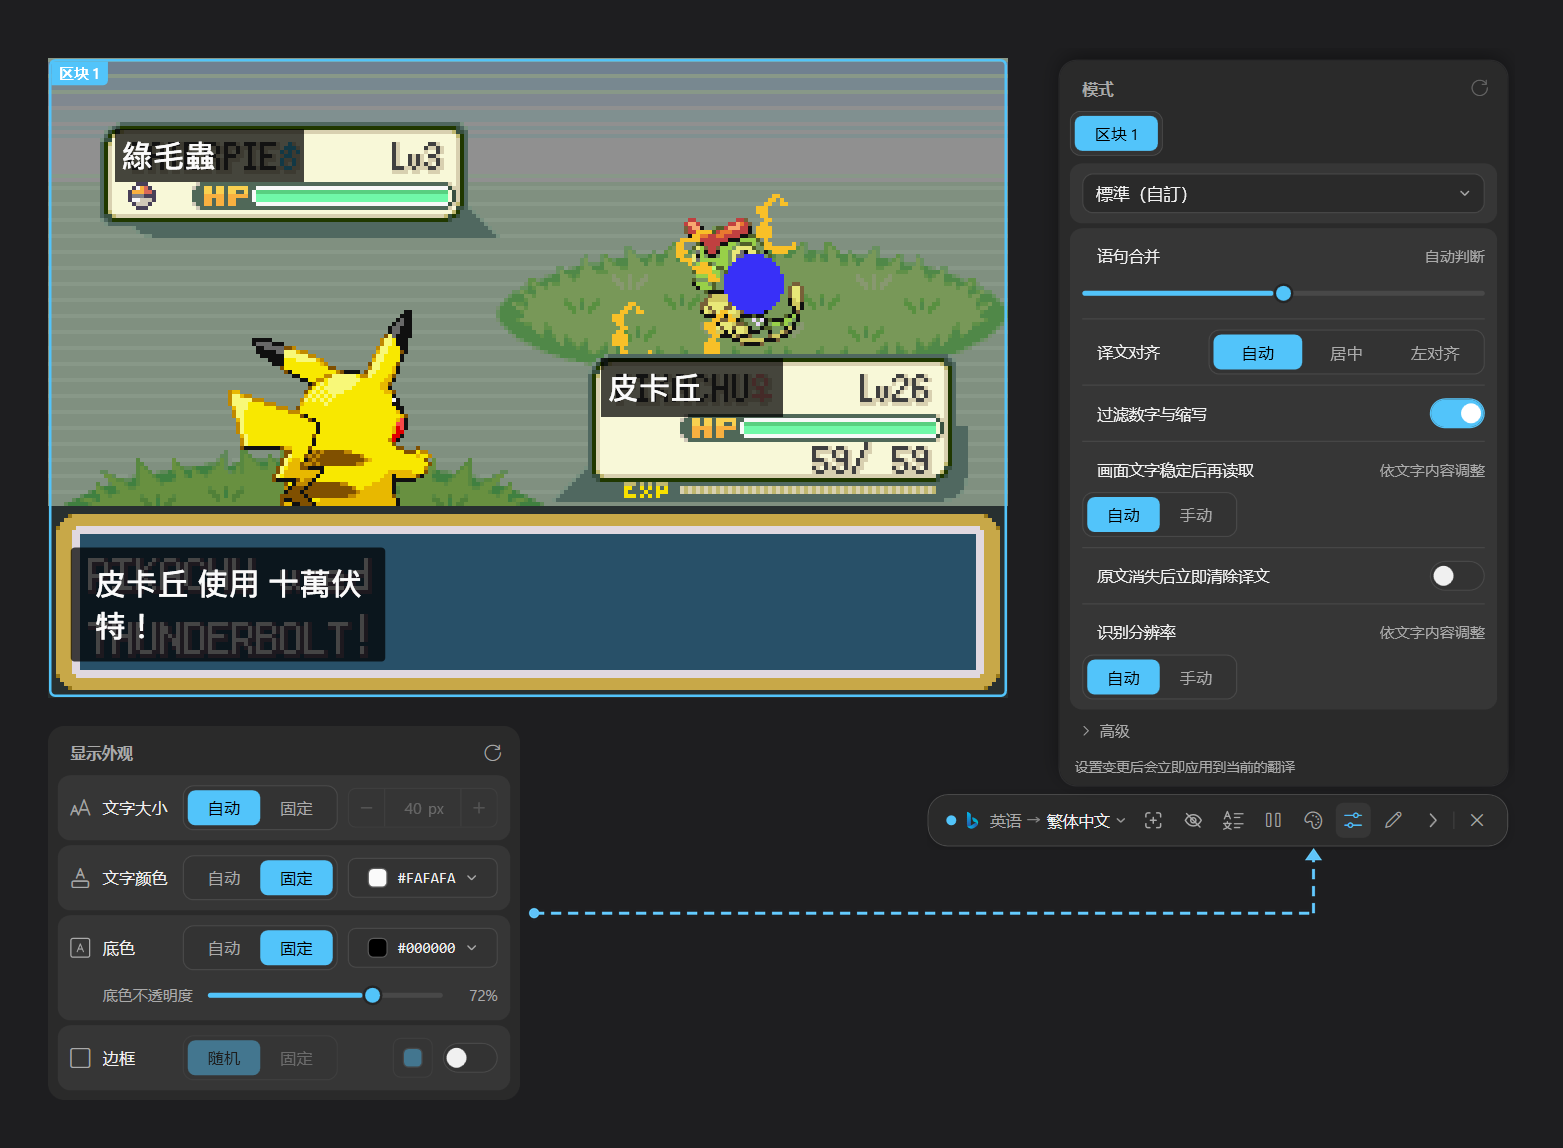 区块 1
綠毛蟲
Lv3
HP
皮卡丘
Lv26
HP
59/ 59
EXP
皮卡丘 使用 十萬伏
特！
THUNDERBOLT!
模式
区块 1
標準（自訂）
语句合并
自动判断
译文对齐
自动
居中
左对齐
过滤数字与缩写
画面文字稳定后再读取
依文字内容调整
自动
手动
原文消失后立即清除译文
识别分辨率
依文字内容调整
自动
手动
高级
设置变更后会立即应用到当前的翻译
英语 → 繁体中文
显示外观
文字大小
自动
固定
40 px
文字颜色
自动
固定
#FAFAFA
底色
自动
固定
#000000
底色不透明度
72%
边框
随机
固定